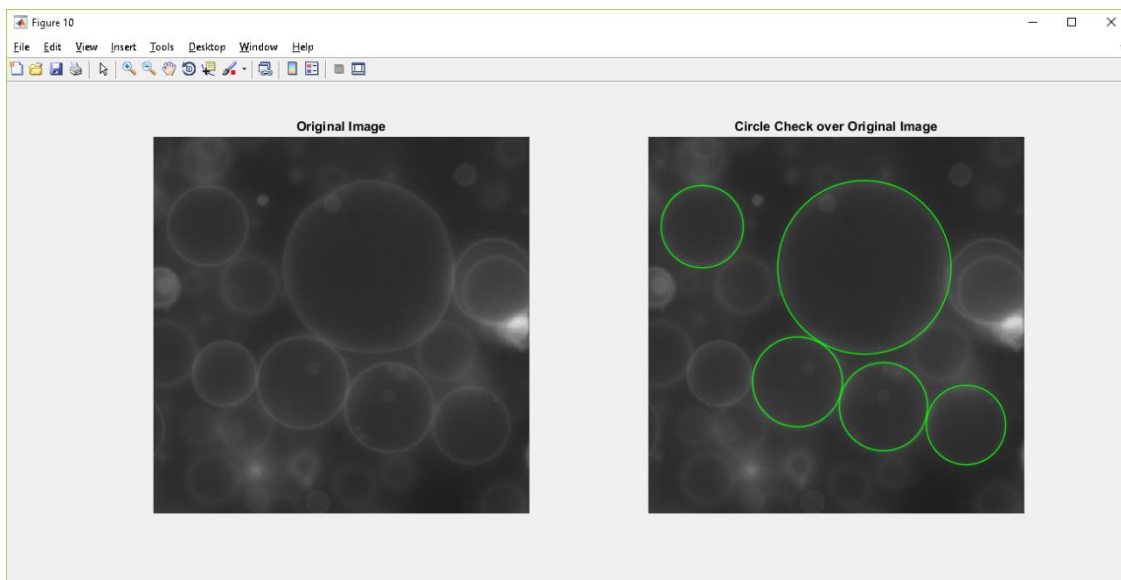 Figure 10
File Edit View Insert Tools Desktop Window Help
Original Image
Circle Check over Original Image